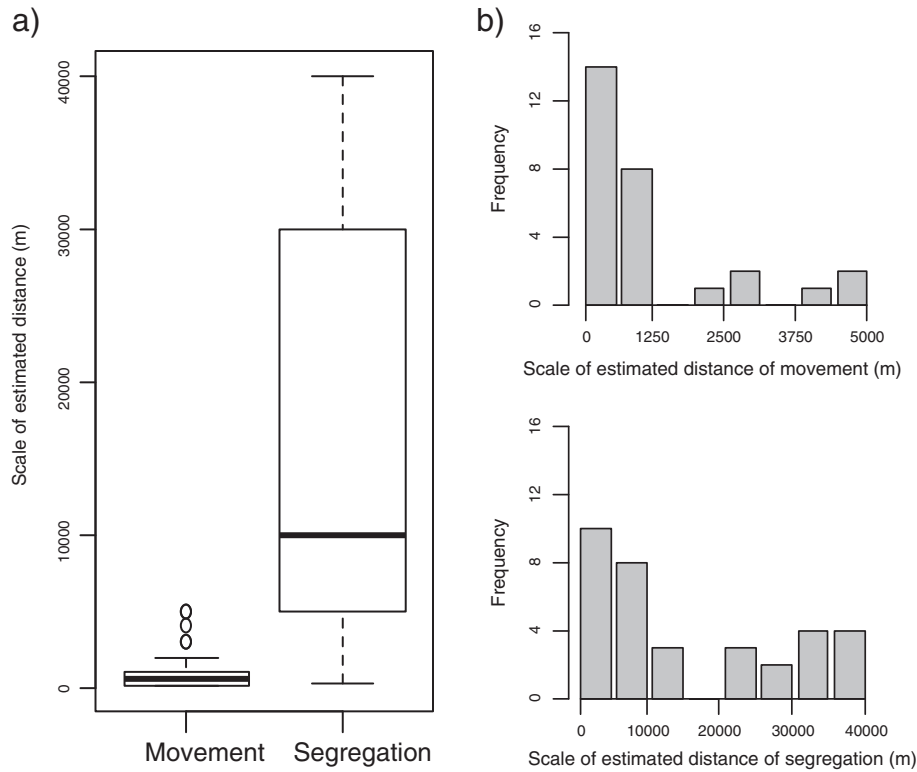 a)
Scale of estimated distance (m)
40000
30000
20000
10000
0
Movement Segregation
b)
Frequency
16
12
8
4
0
0 1250 2500 3750 5000
Scale of estimated distance of movement (m)
Frequency
16
12
8
4
0
0 10000 20000 30000 40000
Scale of estimated distance of segregation (m)